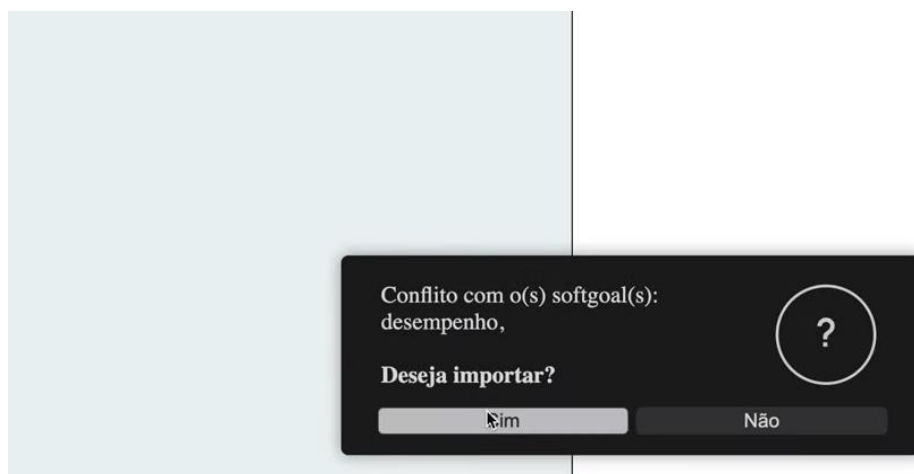 Conflito com o(s) softgoal(s):
desempenho,
Deseja importar?
?
Sim
Não